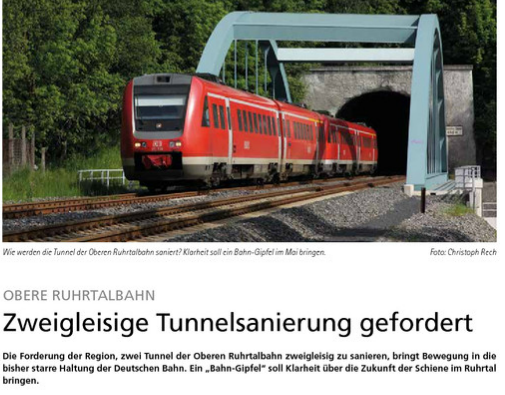 Wie werden die Tunnel der Oberen Ruhrtalbahn saniert? Klarheit soll ein Bahn-Gipfel im Mai bringen. Foto: Christoph Rech
OBERE RUHRTALBAHN
Zweigleisige Tunnelsanierung gefordert
Die Forderung der Region, zwei Tunnel der Oberen Ruhrtalbahn zweigleisig zu sanieren, bringt Bewegung in die
bisher starre Haltung der Deutschen Bahn. Ein „Bahn-Gipfel“ soll Klarheit über die Zukunft der Schiene im Ruhrtal
bringen.